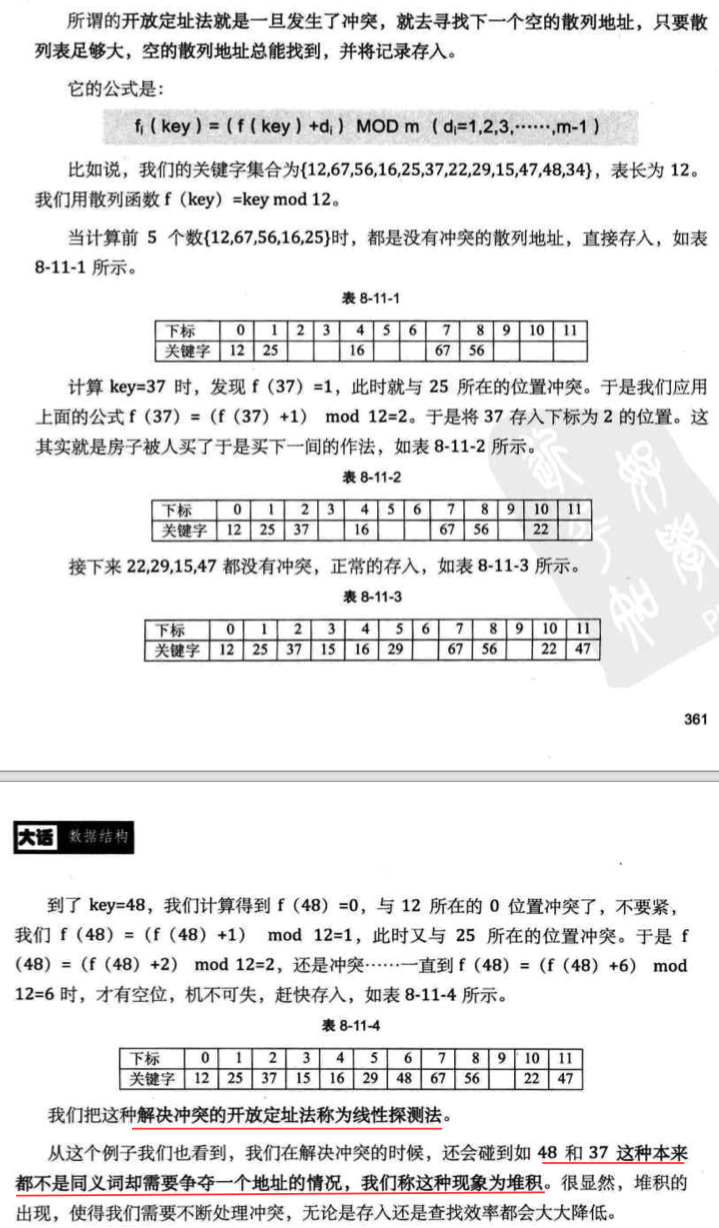 所谓的开放定址法就是一旦发生了冲突，就去寻找下一个空的散列地址，只要散
列表足够大，空的散列地址总能找到，并将记录存入。
它的公式是：
fᵢ（key）=（f（key）+dᵢ）MOD m （dᵢ=1,2,3,……,m-1）
比如说，我们的关键字集合为{12,67,56,16,25,37,22,29,15,47,48,34}，表长为 12。
我们用散列函数 f（key）=key mod 12。
当计算前 5 个数{12,67,56,16,25}时，都是没有冲突的散列地址，直接存入，如表
8-11-1 所示。
表 8-11-1
下标 0 1 2 3 4 5 6 7 8 9 10 11
关键字 12 25 16 67 56
计算 key=37 时，发现 f（37）=1，此时就与 25 所在的位置冲突。于是我们应用
上面的公式 f（37）=（f（37）+1） mod 12=2。于是将 37 存入下标为 2 的位置。这
其实就是房子被人买了于是买下一间的作法，如表 8-11-2 所示。
表 8-11-2
下标 0 1 2 3 4 5 6 7 8 9 10 11
关键字 12 25 37 16 67 56 22
接下来 22,29,15,47 都没有冲突，正常的存入，如表 8-11-3 所示。
表 8-11-3
下标 0 1 2 3 4 5 6 7 8 9 10 11
关键字 12 25 37 15 16 29 67 56 22 47
361
大话 数据结构
到了 key=48，我们计算得到 f（48）=0，与 12 所在的 0 位置冲突了，不要紧，
我们 f（48）=（f（48）+1） mod 12=1，此时又与 25 所在的位置冲突。于是 f
（48）=（f（48）+2） mod 12=2，还是冲突……一直到 f（48）=（f（48）+6） mod
12=6 时，才有空位，机不可失，赶快存入，如表 8-11-4 所示。
表 8-11-4
下标 0 1 2 3 4 5 6 7 8 9 10 11
关键字 12 25 37 15 16 29 48 67 56 22 47
我们把这种解决冲突的开放定址法称为线性探测法。
从这个例子我们也看到，我们在解决冲突的时候，还会碰到如 48 和 37 这种本来
都不是同义词却需要争夺一个地址的情况，我们称这种现象为堆积。很显然，堆积的
出现，使得我们需要不断处理冲突，无论是存入还是查找效率都会大大降低。